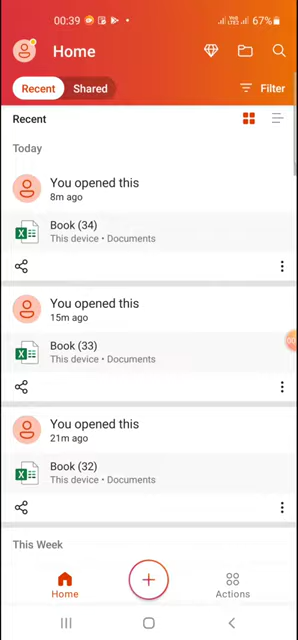 00:39
67%
Home
Recent
Shared
Filter
Recent
Today
You opened this
8m ago
Book (34)
This device • Documents
You opened this
15m ago
00
Book (33)
This device • Documents
You opened this
21m ago
Book (32)
This device • Documents
This Week
Home
Actions